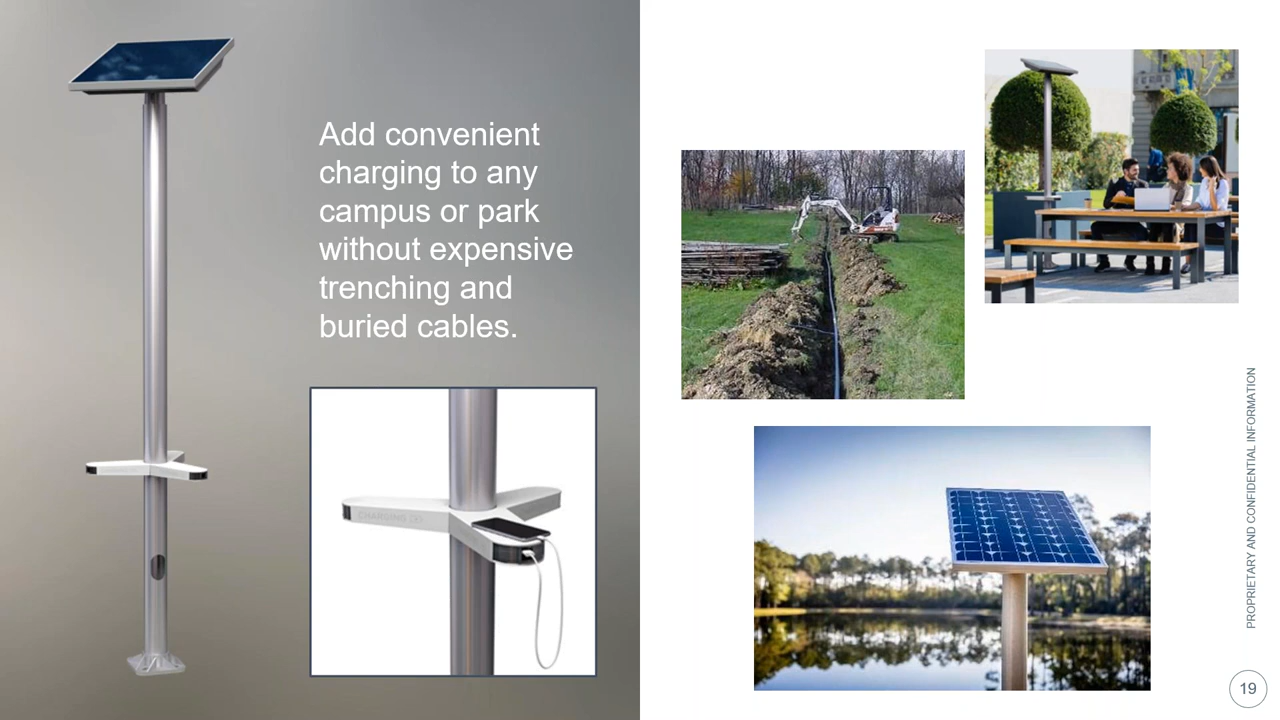 Add convenient
charging to any
campus or park
without expensive
trenching and
buried cables.
CHARGING
PROPRIETARY AND CONFIDENTIAL INFORMATION
19